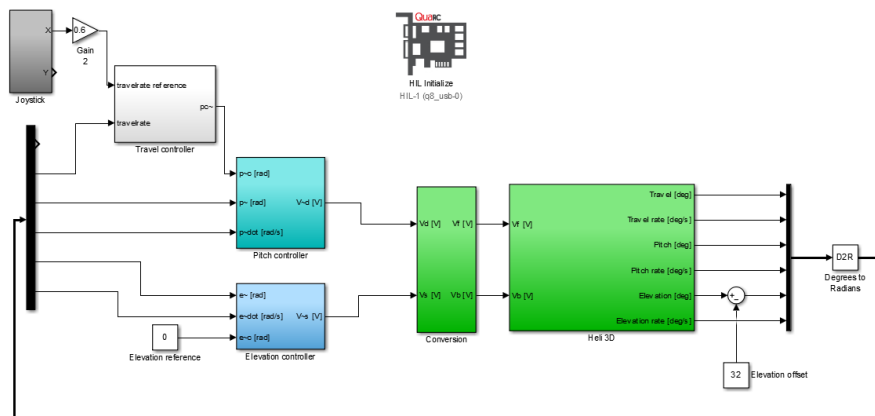 QuaRC
X
0.6
Y
Gain
2
Joystick
HIL Initialize
HIL-1 (q8_usb-0)
travelrate reference
travelrate
pc~
Travel controller
p~c [rad]
p~ [rad]
p~dot [rad/s]
V~d [V]
Pitch controller
e~ [rad]
e~dot [rad/s]
e~c [rad]
V~s [V]
Elevation controller
0
Elevation reference
Vd [V]
Vf [V]
Vs [V]
Vb [V]
Conversion
Vf [V]
Vb [V]
Travel [deg]
Travel rate [deg/s]
Pitch [deg]
Pitch rate [deg/s]
Elevation [deg]
Elevation rate [deg/s]
Heli 3D
+
_
D2R
Degrees to
Radians
32
Elevation offset